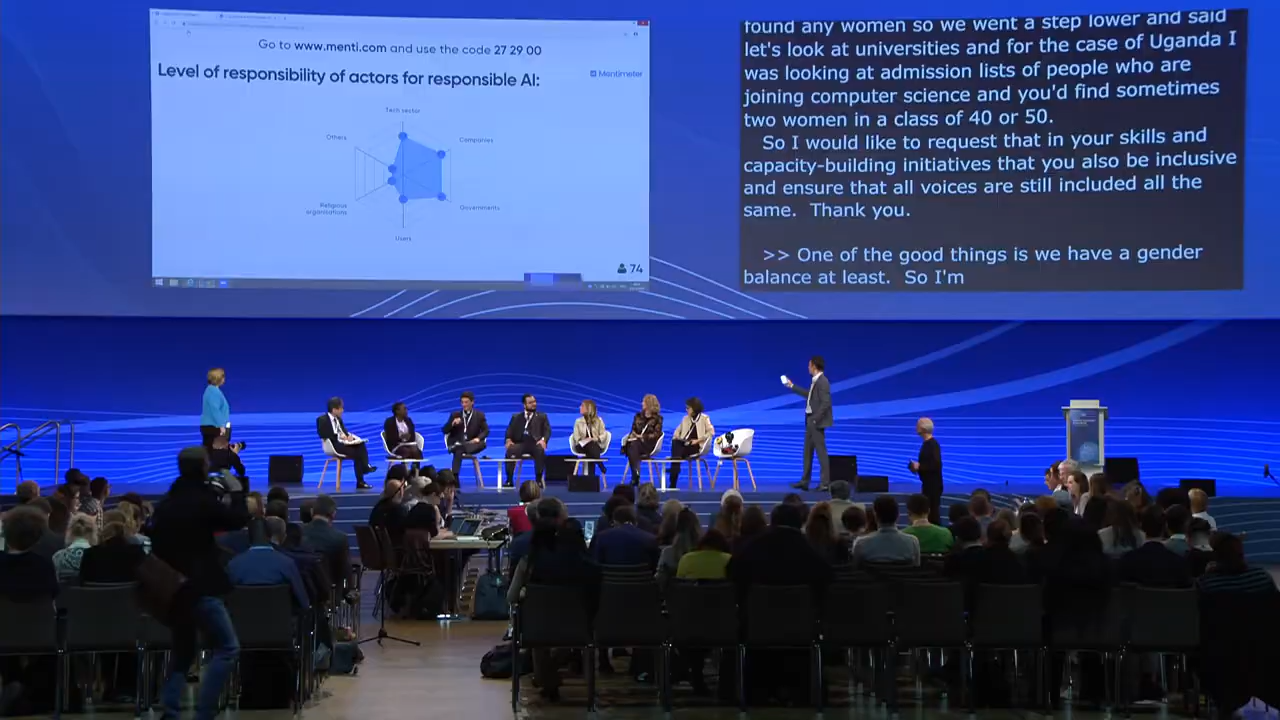 Go to www.menti.com and use the code 27 29 00
Level of responsibility of actors for responsible AI:
Mentimeter
Tech sector
Others
Companies
Religious
organisations
Governments
Users
74
found any women so we went a step lower and said
let's look at universities and for the case of Uganda I
was looking at admission lists of people who are
joining computer science and you'd find sometimes
two women in a class of 40 or 50.
So I would like to request that in your skills and
capacity-building initiatives that you also be inclusive
and ensure that all voices are still included all the
same. Thank you.
>> One of the good things is we have a gender
balance at least. So I'm